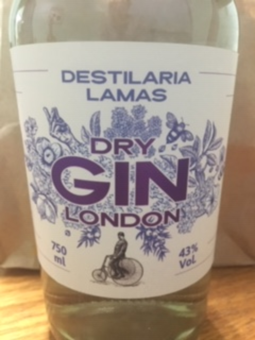 DESTILARIA
LAMAS
DRY
GIN
LONDON
750 43%
ml Vol.